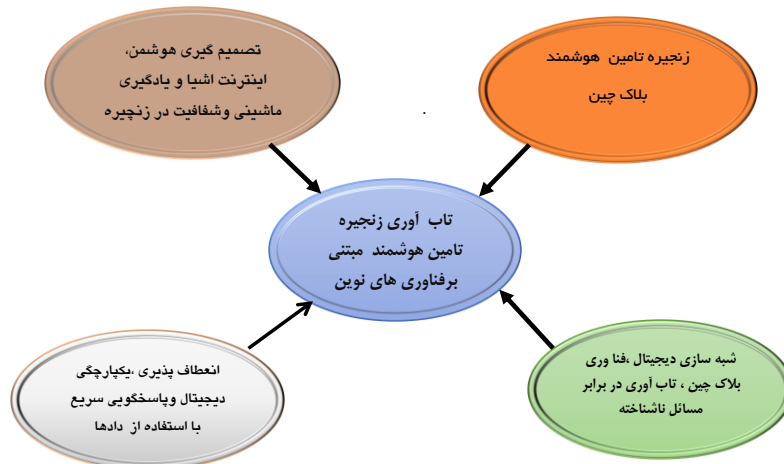 زنجیره تامین هوشمند
بلاک چین
تصمیم گیری هوشمن،
اینترنت اشیا و یادگیری
ماشینی وشفافیت در زنچیره
تاب آوری زنجیره
تامین هوشمند مبتنی
برفناوری های نوین
شبه سازی دیجیتال ،فنا وری
بلاک چین ، تاب آوری در برابر
مسائل ناشناخته
انعطاف پذیری ،یکپارچگی
دیجیتال وپاسخگویی سریع
با استفاده از دادها